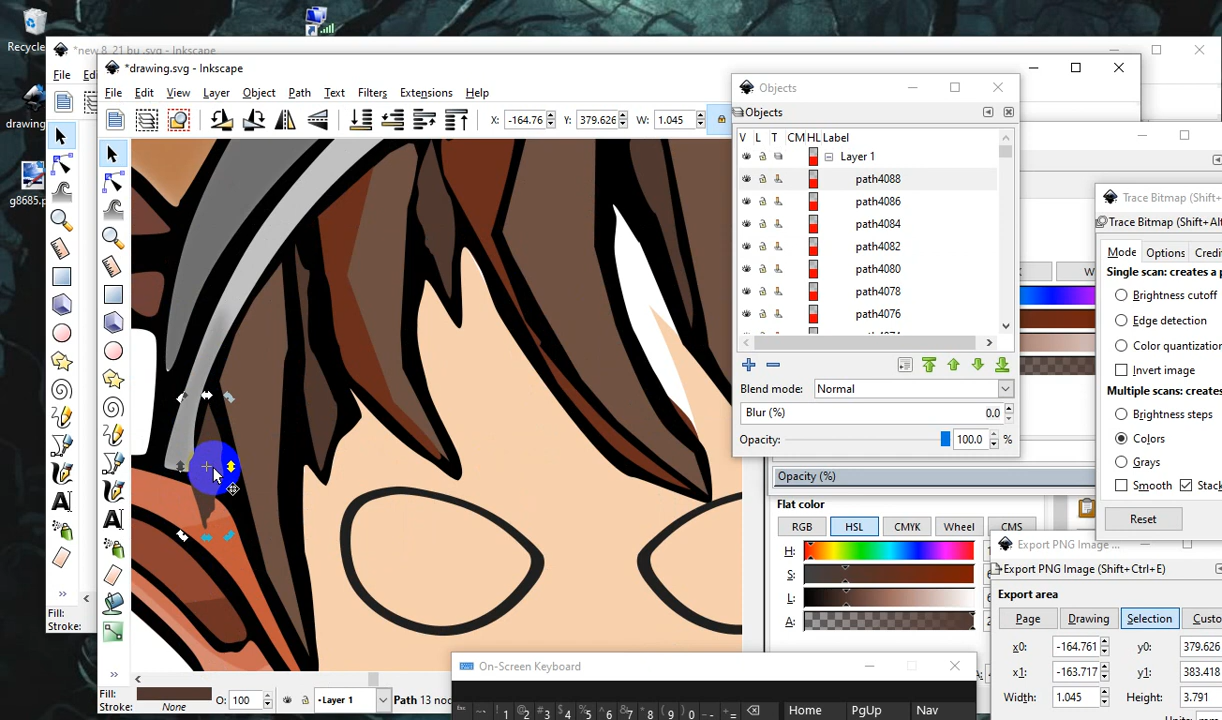 Recycle
*new 8_21 bu .svg - Inkscape
File
*drawing.svg - Inkscape
File Edit View Layer Object Path Text Filters Extensions Help
X: -164.76 Y: 379.626 W: 1.045
drawing
g8685.p
Objects
Objects
V L T CM HL Label
Layer 1
path4088
path4086
path4084
path4082
path4080
path4078
path4076
Blend mode: Normal
Blur (%) 0.0
Opacity: 100.0 %
Opacity (%)
Flat color
RGB HSL CMYK Wheel CMS
H:
S:
L:
A:
Trace Bitmap (Shift+Alt
Trace Bitmap (Shift+Alt
Mode Options Credi
Single scan: creates a p
Brightness cutoff
Edge detection
Color quantization
Invert image
Multiple scans: creates
Brightness steps
Colors
Grays
Smooth Stack
Reset
Export PNG Image ...
Export PNG Image (Shift+Ctrl+E)
Export area
Page Drawing Selection Custo
x0: -164.761 y0: 379.626
x1: -163.717 y1: 383.418
Width: 1.045 Height: 3.791
Fill:
Stroke:
Fill:
Stroke: None
O: 100
Layer 1
Path 13 nod
On-Screen Keyboard
Home PgUp Nav